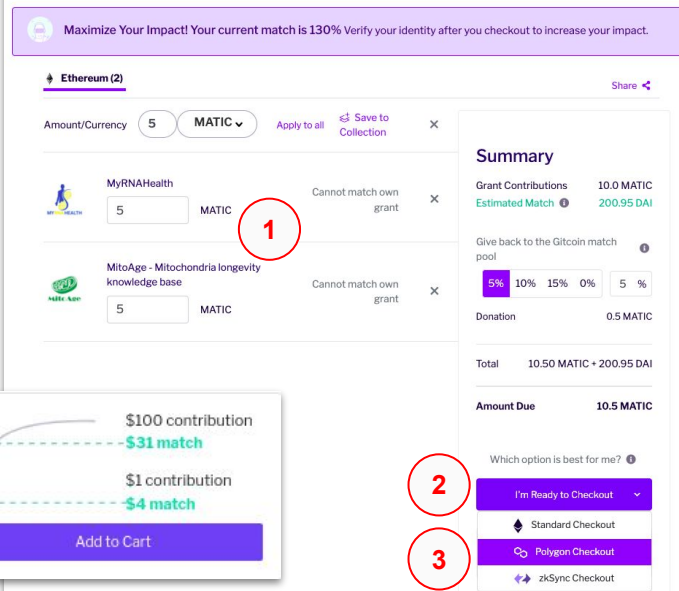 Maximize Your Impact! Your current match is 130% Verify your identity after you checkout to increase your impact.
Ethereum (2)
Share
Amount/Currency 5 MATIC Apply to all Save to Collection ×
MyRNAHealth
5 MATIC
Cannot match own grant
×
MYRNA HEALTH
1
MitoAge - Mitochondria longevity
knowledge base
5 MATIC
Cannot match own grant
×
MitoAge
Summary
Grant Contributions 10.0 MATIC
Estimated Match 200.95 DAI
Give back to the Gitcoin match
pool
5% 10% 15% 0% 5 %
Donation 0.5 MATIC
Total 10.50 MATIC + 200.95 DAI
Amount Due 10.5 MATIC
Which option is best for me?
2
I'm Ready to Checkout
Standard Checkout
3
Polygon Checkout
zkSync Checkout
$100 contribution
$31 match
$1 contribution
$4 match
Add to Cart